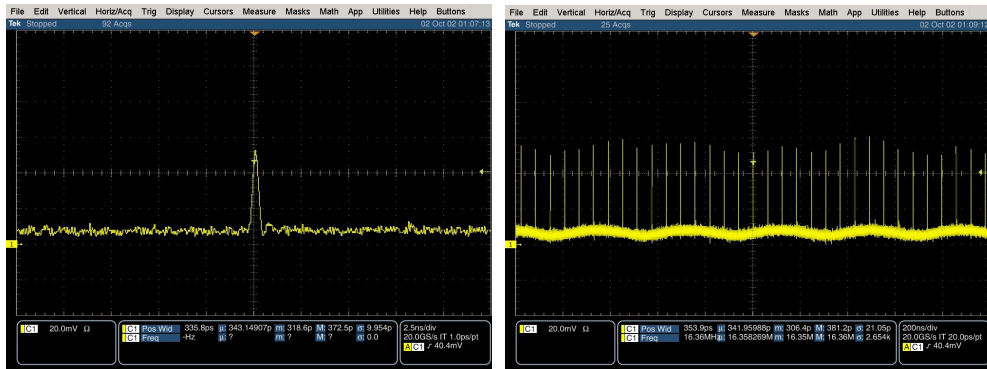 File Edit Vertical Horiz/Acq Trig Display Cursors Measure Masks Math App Utilities Help Buttons
Tek Stopped 92 Acqs 02 Oct 02 01:07:13
1
C1 20.0mV Ω
C1 Pos Wid 335.8ps µ: 343.14907p m: 318.6p M: 372.5p σ: 9.954p
C1 Freq -Hz µ: ? m: ? M: ? σ: 0.0
2.5ns/div
20.0GS/s IT 1.0ps/pt
A C1 40.4mV
File Edit Vertical Horiz/Acq Trig Display Cursors Measure Masks Math App Utilities Help Buttons
Tek Stopped 25 Acqs 02 Oct 02 01:09:12
1
C1 20.0mV Ω
C1 Pos Wid 353.9ps µ: 341.95988p m: 306.4p M: 381.2p σ: 21.05p
C1 Freq 16.36MHz µ: 16.358269M m: 16.35M M: 16.36M σ: 2.654k
200ns/div
20.0GS/s IT 20.0ps/pt
A C1 40.4mV